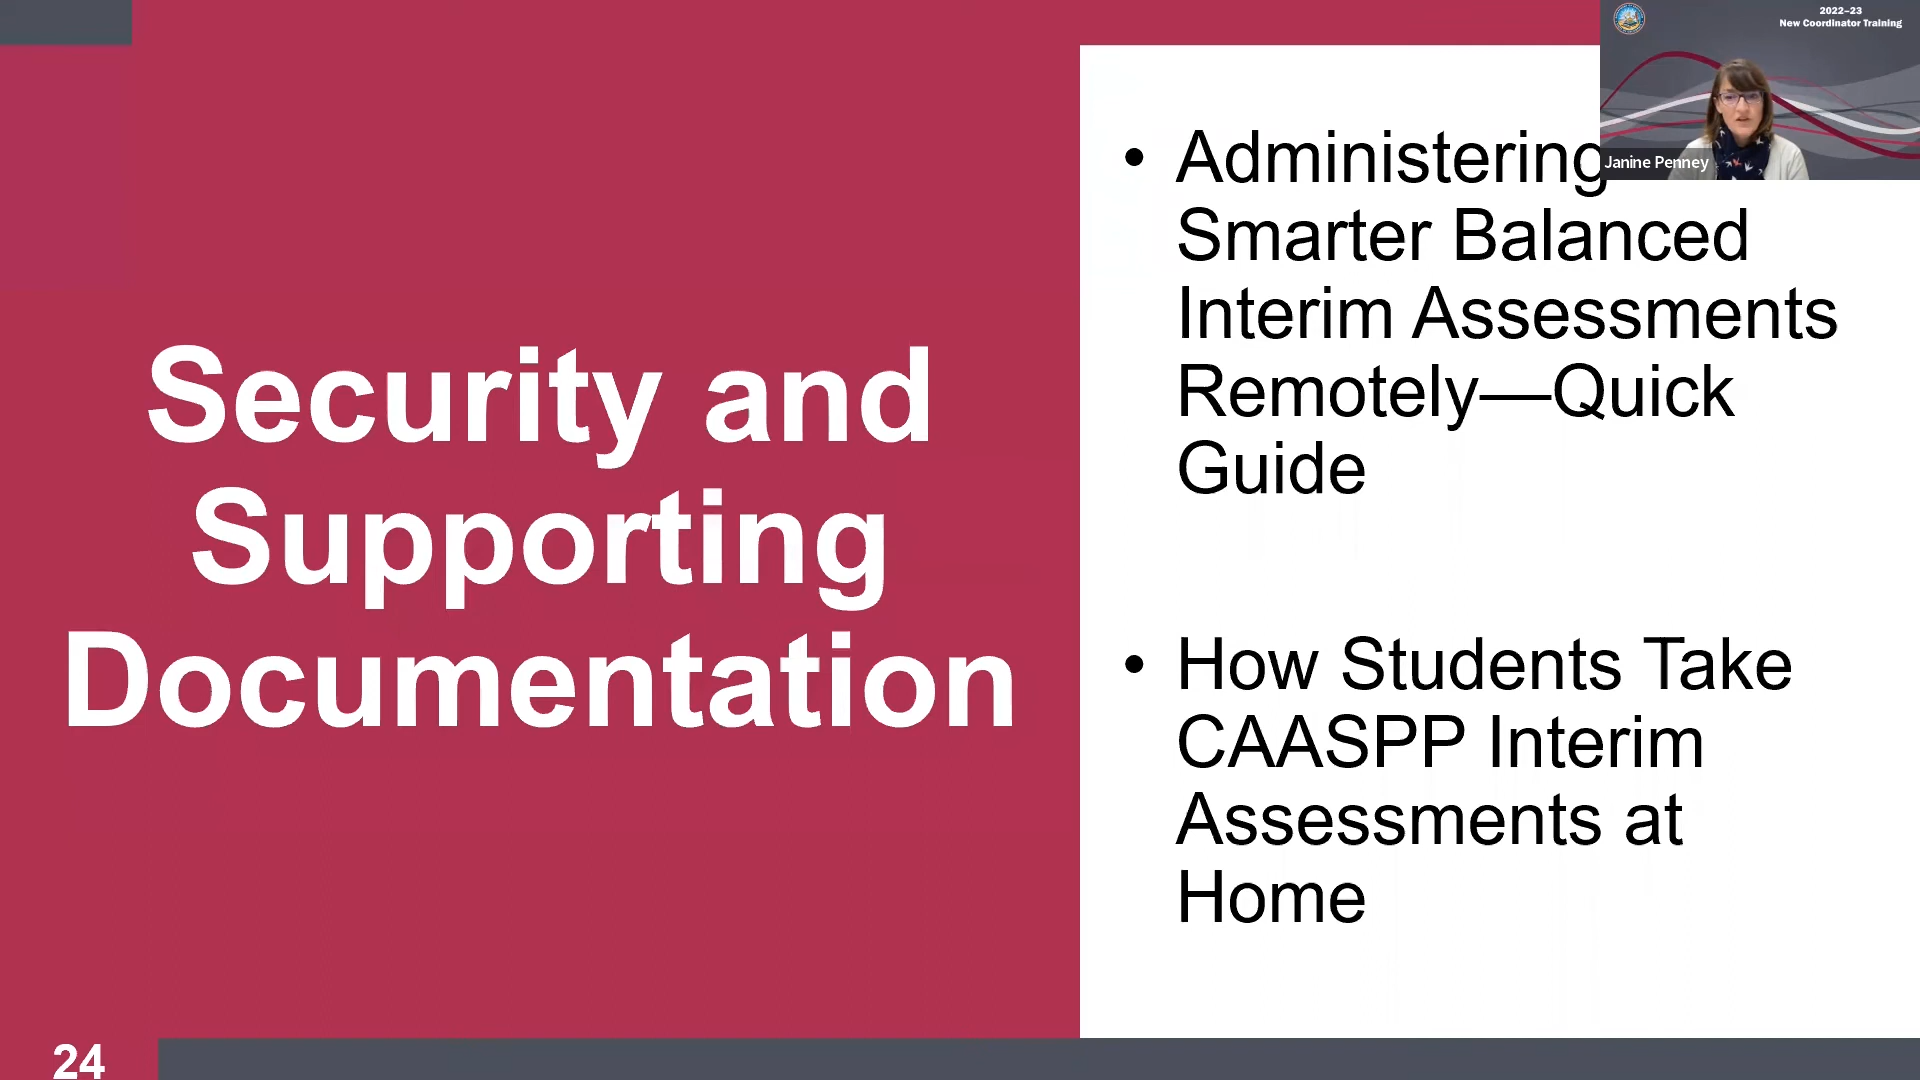 2022–23
New Coordinator Training
Janine Penney
Security and
Supporting
Documentation
• Administering
Smarter Balanced
Interim Assessments
Remotely—Quick
Guide
• How Students Take
CAASPP Interim
Assessments at
Home
24